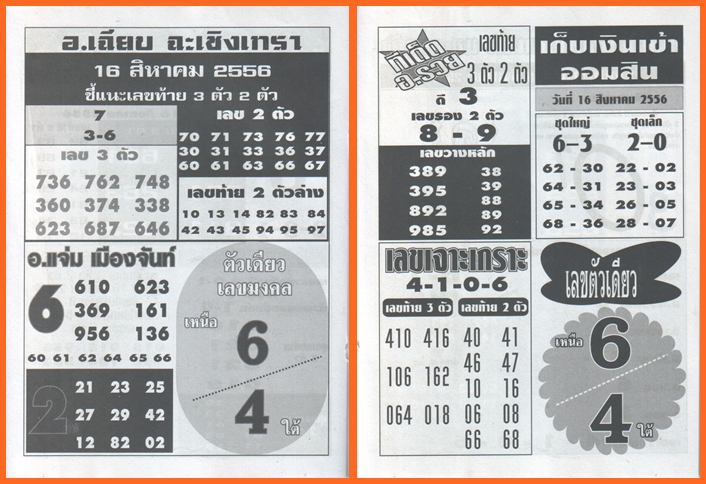 อ.เฉียบ ฉะเชิงเทรา
16 สิหาคม 2556
ชี้แนะเลขท้าย 3 ตัว 2 ตัว
7
3-6
เลข 3 ตัว
736 762 748
360 374 338
623 687 646
เลข 2 ตัว
70 71 73 76 77
30 31 33 36 37
60 61 63 66 67
เลขท้าย 2 ตัวล่าง
10 13 14 82 83 84
42 43 45 94 95 97
อ.แจ่ม เมืองจันท์
6
610 623
369 161
956 136
60 61 62 64 65 66
2
21 23 25
27 29 42
12 82 02
ตัวเดียว
เลขมงคล
เหนือ
6
4
ใต้
ทีเด็ด
อ.รวย
เลขท้าย
3 ตัว 2 ตัว
ดี 3
เลขรอง 2 ตัว
8 - 9
เลขวางหลัก
389 38
395 39
88
892 89
985 92
เก็บเงินเข้า
ออมสิน
วันที่ 16 สิงหาคม 2556
ชุดใหญ่ ชุดเล็ก
6-3 2-0
62 - 30 22 - 02
64 - 31 23 - 03
65 - 34 26 - 05
68 - 36 28 - 07
เลขเจาะเกราะ
4-1-0-6
เลขท้าย 3 ตัว เลขท้าย 2 ตัว
410 416 40 41
46 47
106 162 10 16
064 018 06 08
66 68
เลขตัวเดียว
เหนือ
6
4
ใต้